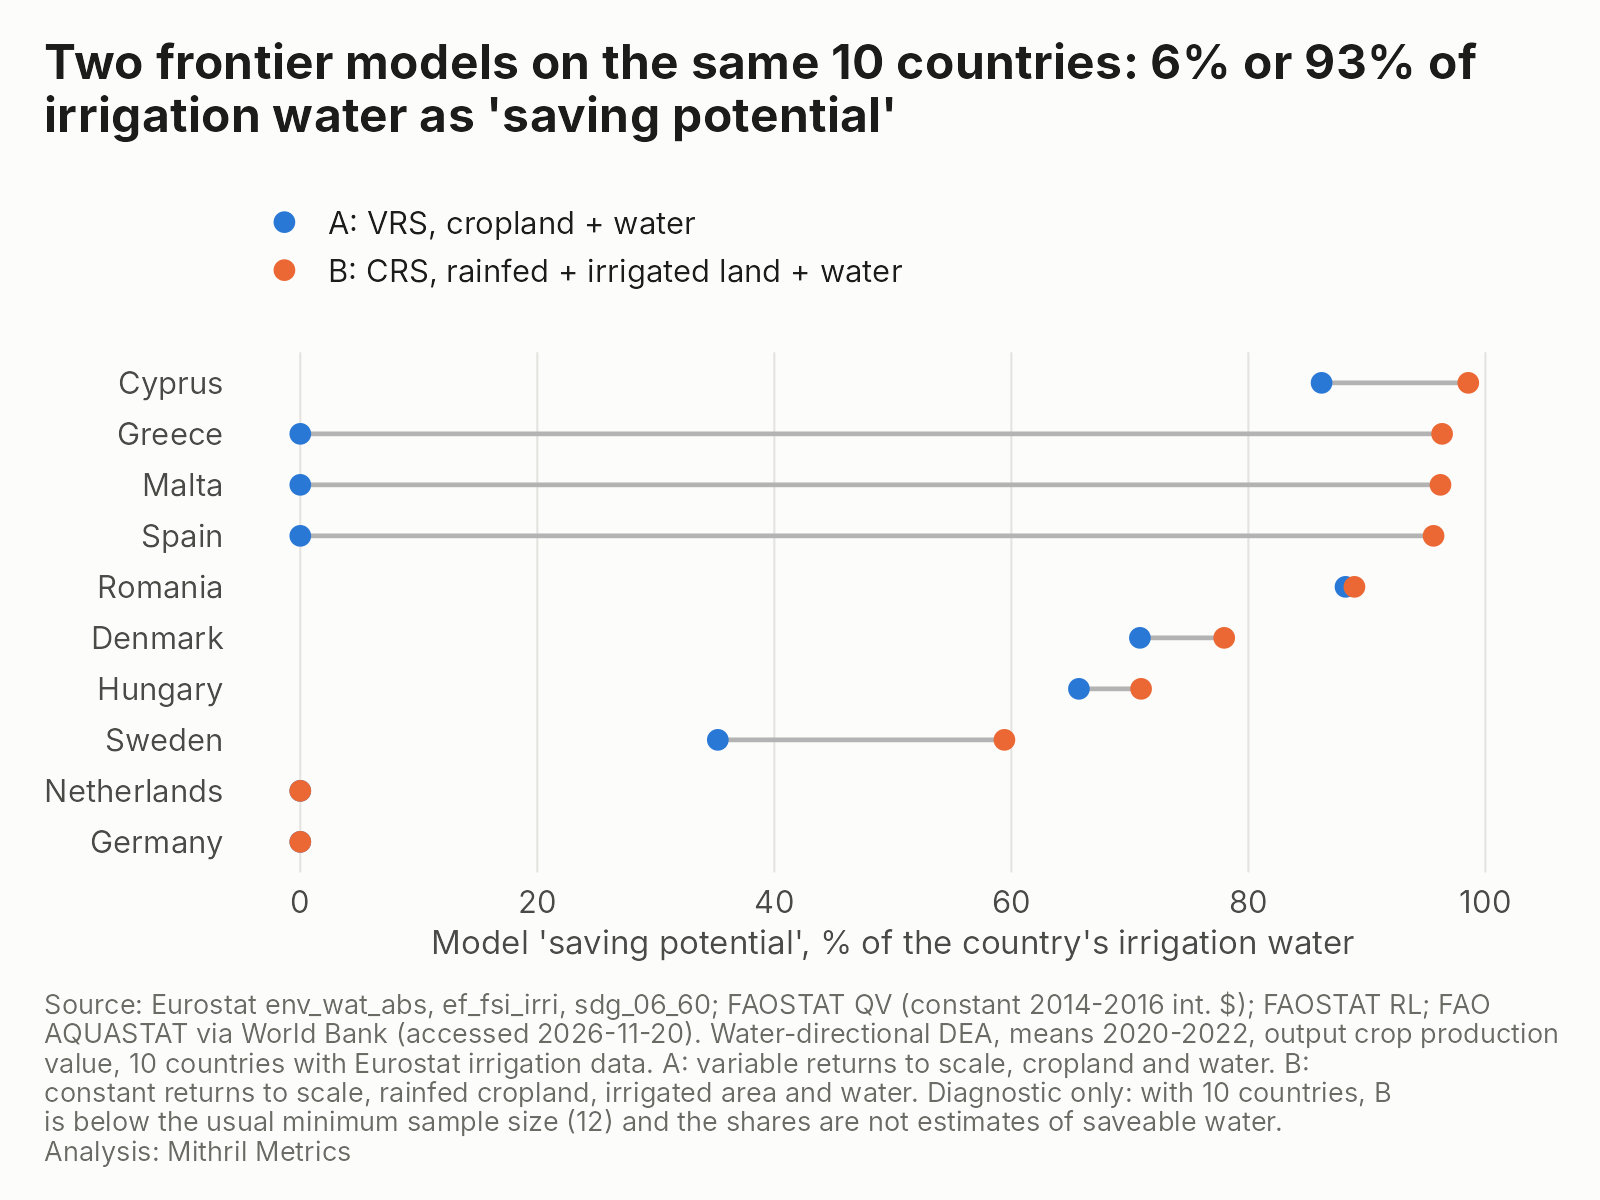 Two frontier models on the same 10 countries: 6% or 93% of
irrigation water as 'saving potential'
A: VRS, cropland + water
B: CRS, rainfed + irrigated land + water
Cyprus
Greece
Malta
Spain
Romania
Denmark
Hungary
Sweden
Netherlands
Germany
0 20 40 60 80 100
Model 'saving potential', % of the country's irrigation water
Source: Eurostat env_wat_abs, ef_fsi_irri, sdg_06_60; FAOSTAT QV (constant 2014-2016 int. $); FAOSTAT RL; FAO
AQUASTAT via World Bank (accessed 2026-11-20). Water-directional DEA, means 2020-2022, output crop production
value, 10 countries with Eurostat irrigation data. A: variable returns to scale, cropland and water. B:
constant returns to scale, rainfed cropland, irrigated area and water. Diagnostic only: with 10 countries, B
is below the usual minimum sample size (12) and the shares are not estimates of saveable water.
Analysis: Mithril Metrics